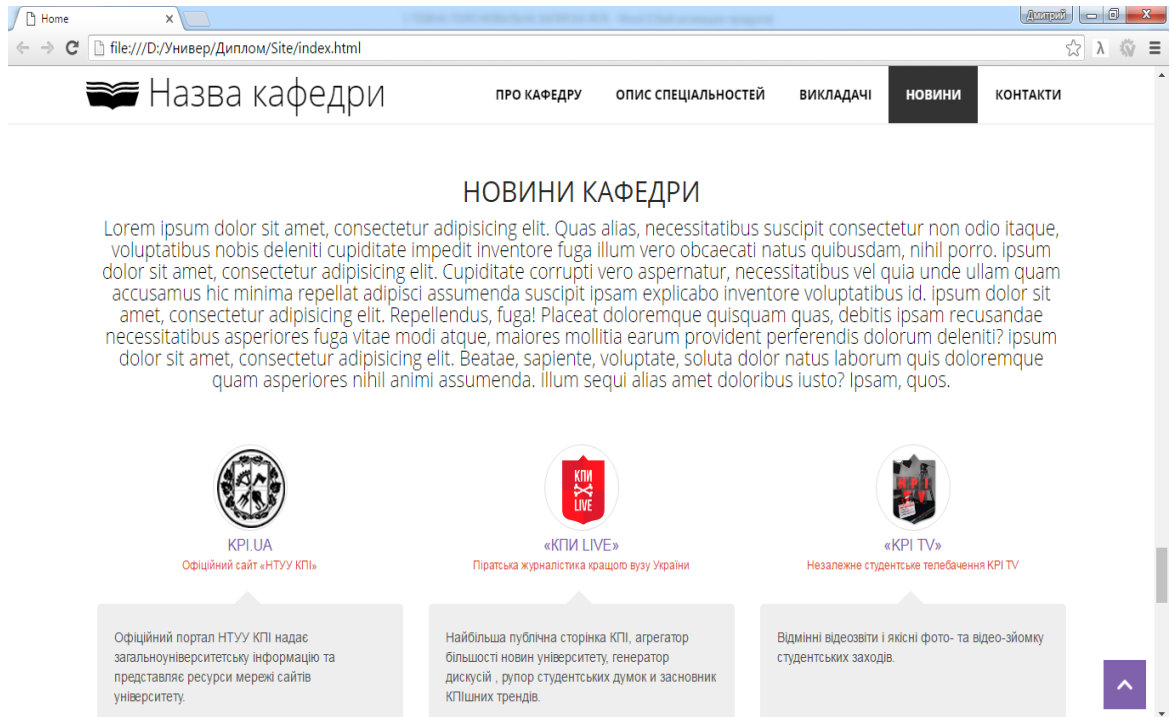 Home
Дмитрий
file:///D:/Универ/Диплом/Site/index.html
Назва кафедри
ПРО КАФЕДРУ ОПИС СПЕЦІАЛЬНОСТЕЙ ВИКЛАДАЧІ НОВИНИ КОНТАКТИ
НОВИНИ КАФЕДРИ
Lorem ipsum dolor sit amet, consectetur adipisicing elit. Quas alias, necessitatibus suscipit consectetur non odio itaque,
voluptatibus nobis deleniti cupiditate impedit inventore fuga illum vero obcaecati natus quibusdam, nihil porro. ipsum
dolor sit amet, consectetur adipisicing elit. Cupiditate corrupti vero aspernatur, necessitatibus vel quia unde ullam quam
accusamus hic minima repellat adipisci assumenda suscipit ipsam explicabo inventore voluptatibus id. ipsum dolor sit
amet, consectetur adipisicing elit. Repellendus, fuga! Placeat doloremque quisquam quas, debitis ipsam recusandae
necessitatibus asperiores fuga vitae modi atque, maiores mollitia earum provident perferendis dolorum deleniti? ipsum
dolor sit amet, consectetur adipisicing elit. Beatae, sapiente, voluptate, soluta dolor natus laborum quis doloremque
quam asperiores nihil animi assumenda. Illum sequi alias amet doloribus iusto? Ipsam, quos.
КПИ
LIVE
KPI
TV
KPI.UA
Офіційний сайт «НТУУ КПІ»
«КПИ LIVE»
Піратська журналістика кращого вузу України
«KPI TV»
Незалежне студентське телебачення KPI TV
Офіційний портал НТУУ КПІ надає
загальноуніверситетську інформацію та
представляє ресурси мережі сайтів
університету.
Найбільша публічна сторінка КПІ, агрегатор
більшості новин університету, генератор
дискусій , рупор студентських думок и засновник
КПІшних трендів.
Відмінні відеозвіти і якісні фото- та відео-зйомку
студентських заходів.